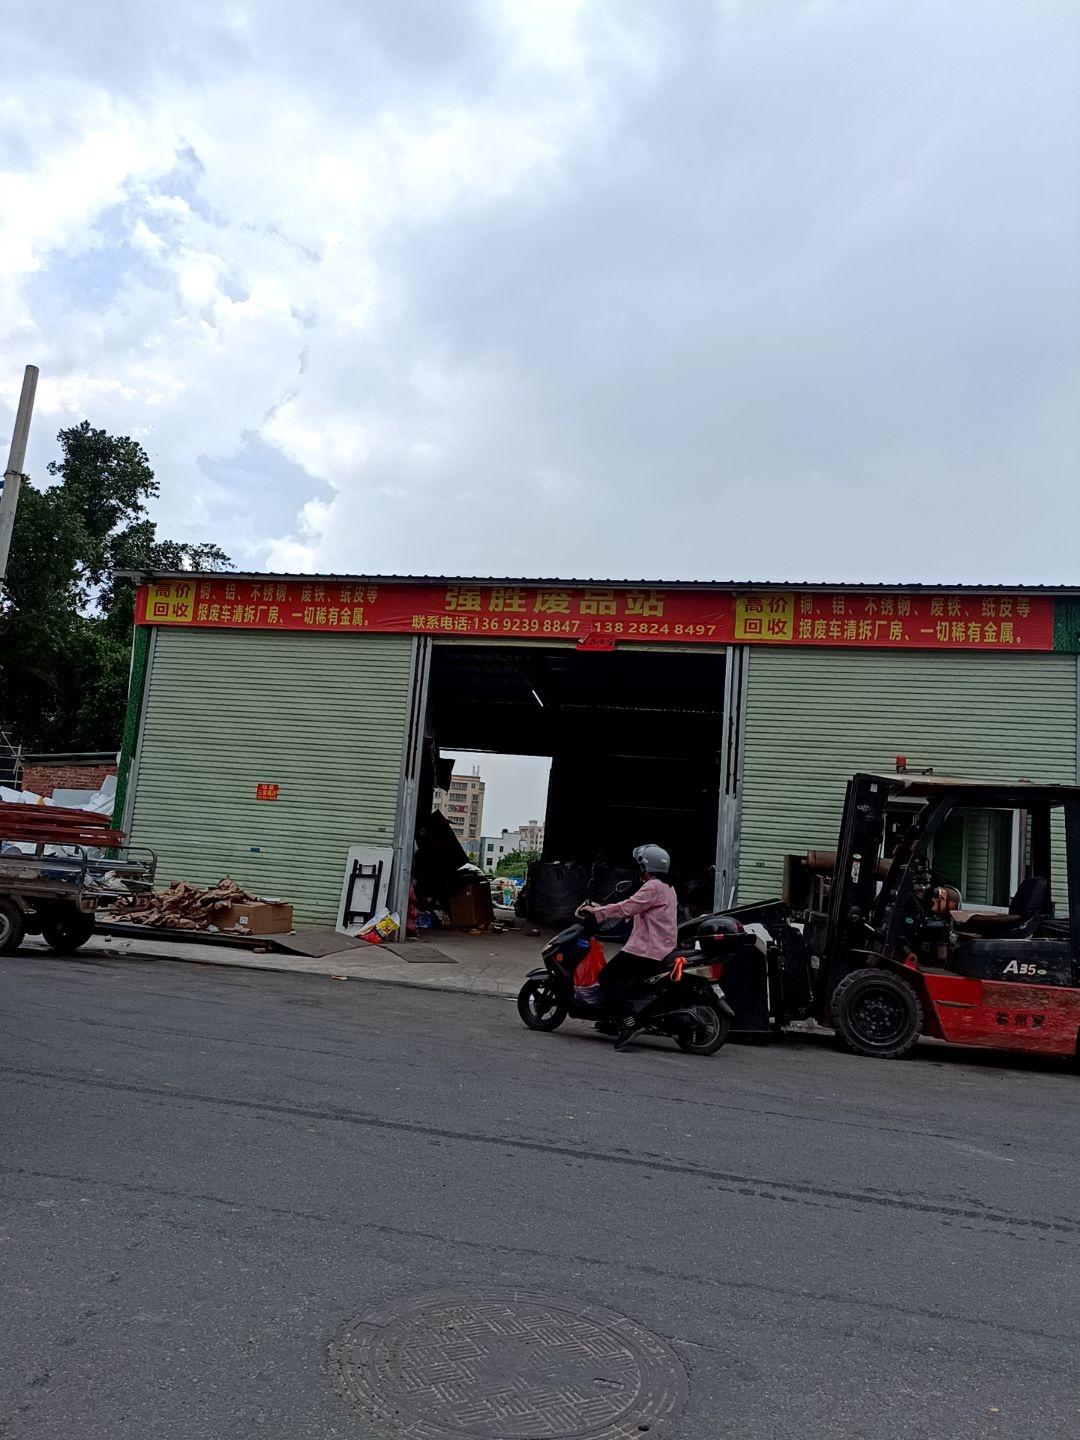 高价
回收
铜、铝、不锈钢、废铁、纸皮等
报废车清拆厂房、一切稀有金属。
强胜废品站
联系电话:136 9239 8847 138 2824 8497
高价
回收
铜、铝、不锈钢、废铁、纸皮等
报废车清拆厂房、一切稀有金属。
A35